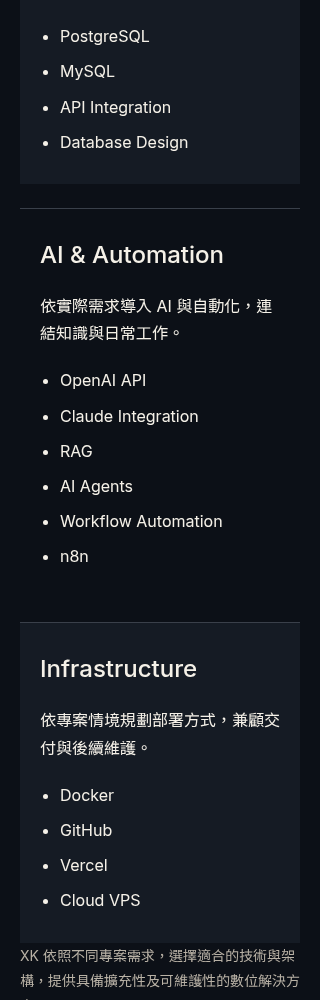 PostgreSQL
MySQL
API Integration
Database Design
AI & Automation
依實際需求導入 AI 與自動化，連
結知識與日常工作。
OpenAI API
Claude Integration
RAG
AI Agents
Workflow Automation
n8n
Infrastructure
依專案情境規劃部署方式，兼顧交
付與後續維護。
Docker
GitHub
Vercel
Cloud VPS
XK 依照不同專案需求，選擇適合的技術與架
構，提供具備擴充性及可維護性的數位解決方